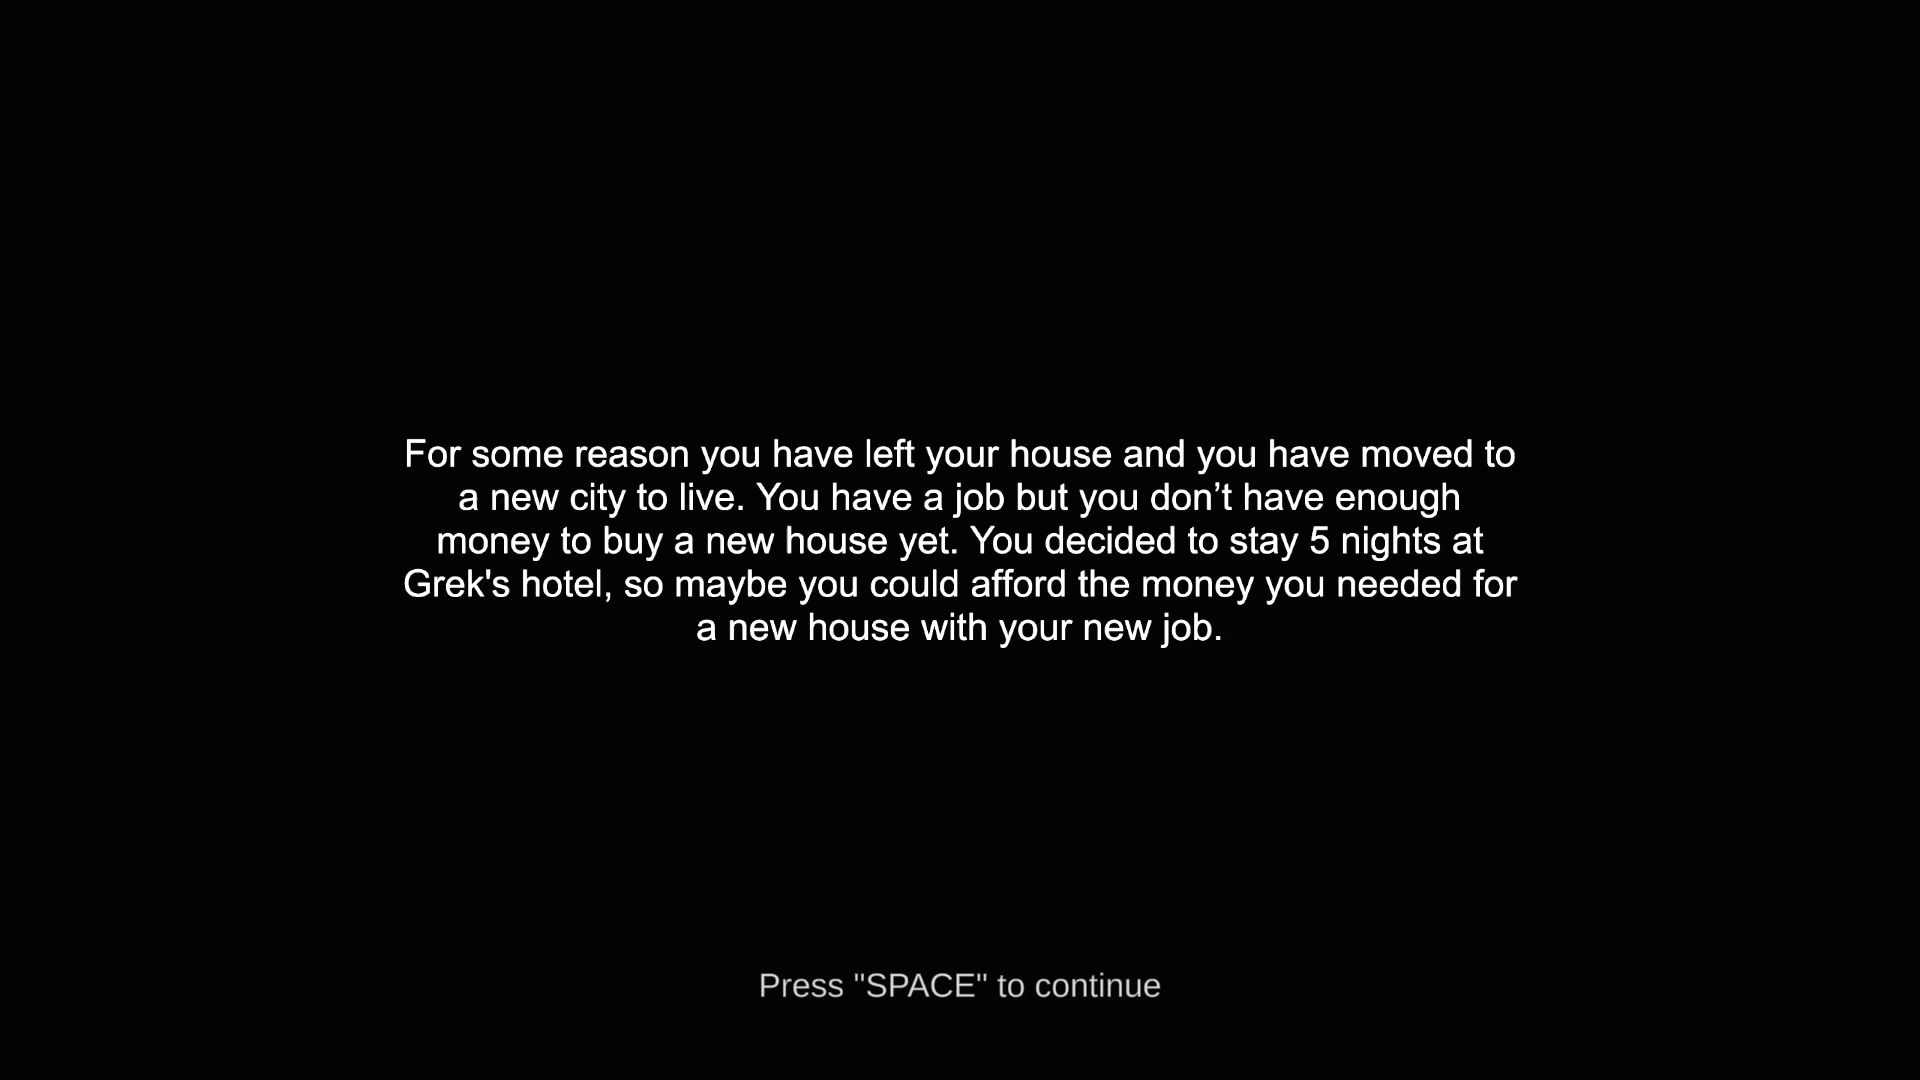 For some reason you have left your house and you have moved to
a new city to live. You have a job but you don’t have enough
money to buy a new house yet. You decided to stay 5 nights at
Grek's hotel, so maybe you could afford the money you needed for
a new house with your new job.
Press "SPACE" to continue